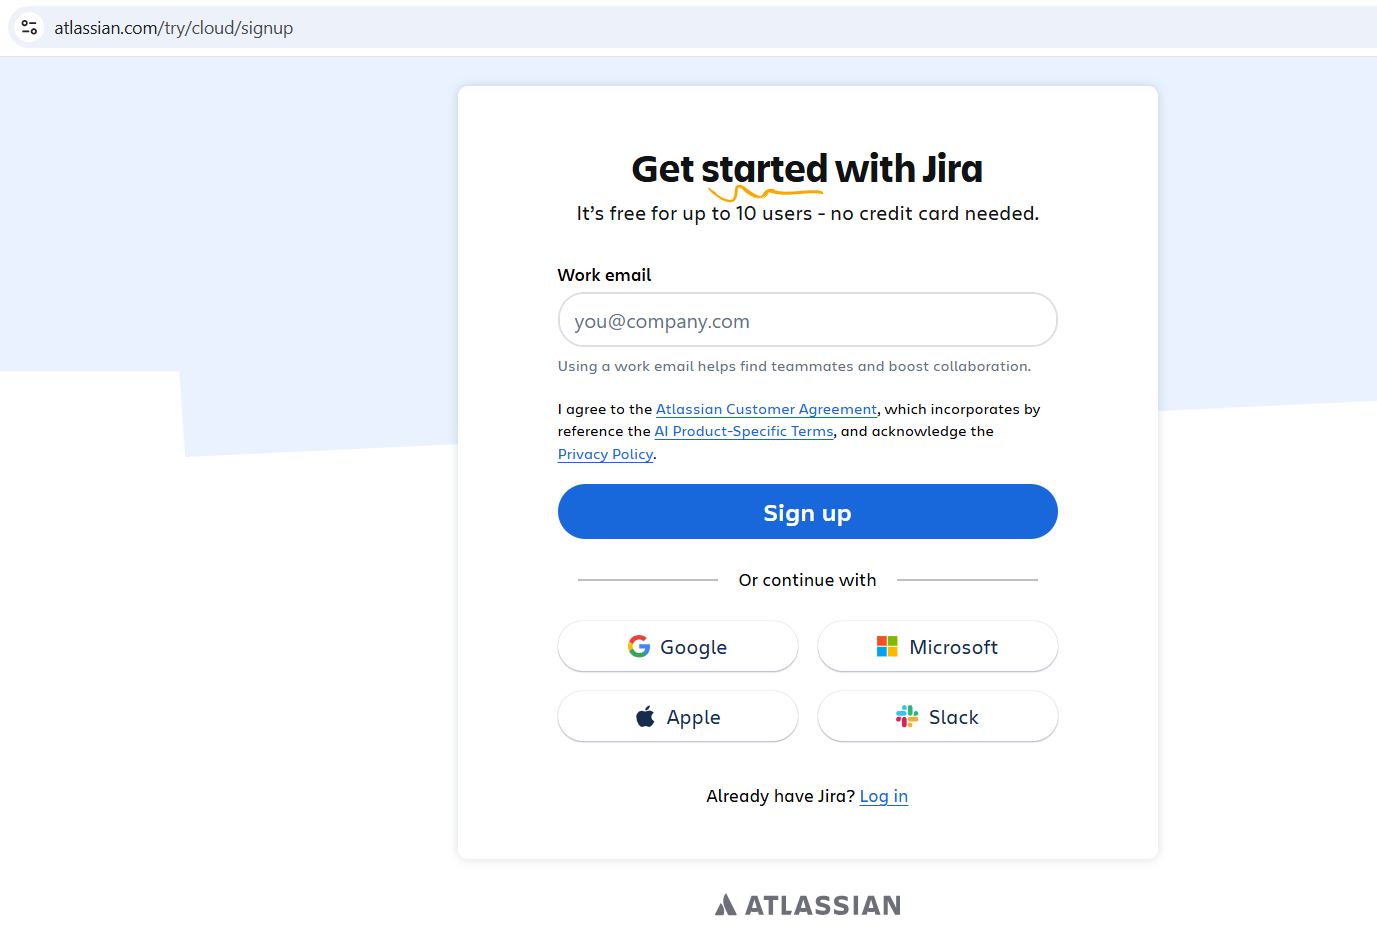 atlassian.com/try/cloud/signup
Get started with Jira
It's free for up to 10 users - no credit card needed.
Work email
you@company.com
Using a work email helps find teammates and boost collaboration.
I agree to the Atlassian Customer Agreement, which incorporates by
reference the AI Product-Specific Terms, and acknowledge the
Privacy Policy.
Sign up
Or continue with
Google
Microsoft
Apple
Slack
Already have Jira? Log in
ATLASSIAN